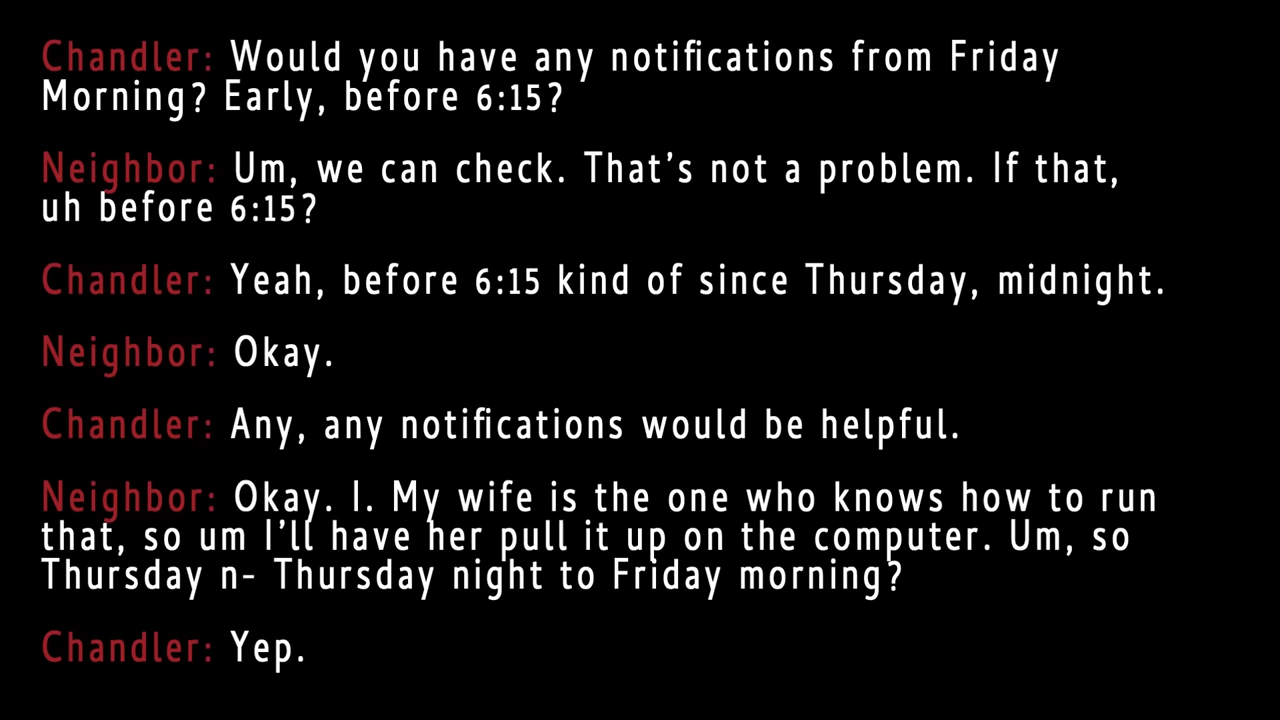 Chandler: Would you have any notifications from Friday
Morning? Early, before 6:15?
Neighbor: Um, we can check. That’s not a problem. If that,
uh before 6:15?
Chandler: Yeah, before 6:15 kind of since Thursday, midnight.
Neighbor: Okay.
Chandler: Any, any notifications would be helpful.
Neighbor: Okay. I. My wife is the one who knows how to run
that, so um I’ll have her pull it up on the computer. Um, so
Thursday n- Thursday night to Friday morning?
Chandler: Yep.